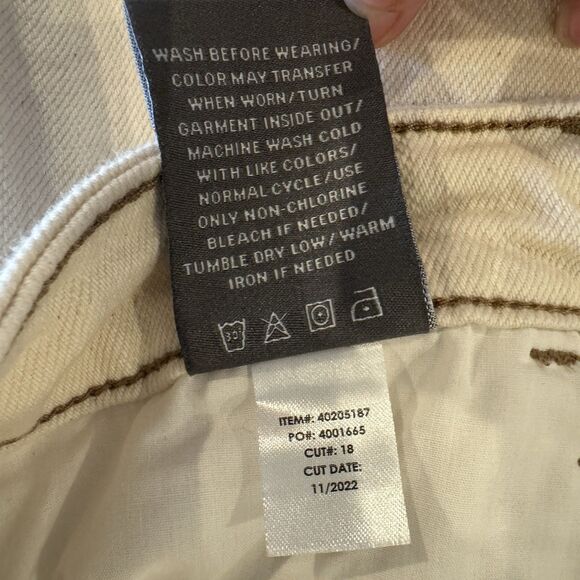 WASH BEFORE WEARING/
COLOR MAY TRANSFER
WHEN WORN/TURN
GARMENT INSIDE OUT/
MACHINE WASH COLD
WITH LIKE COLORS/
NORMAL CYCLE/USE
ONLY NON-CHLORINE
BLEACH IF NEEDED/
TUMBLE DRY LOW/WARM
IRON IF NEEDED
30°
ITEM#: 40205187
PO#: 4001665
CUT#: 18
CUT DATE:
11/2022